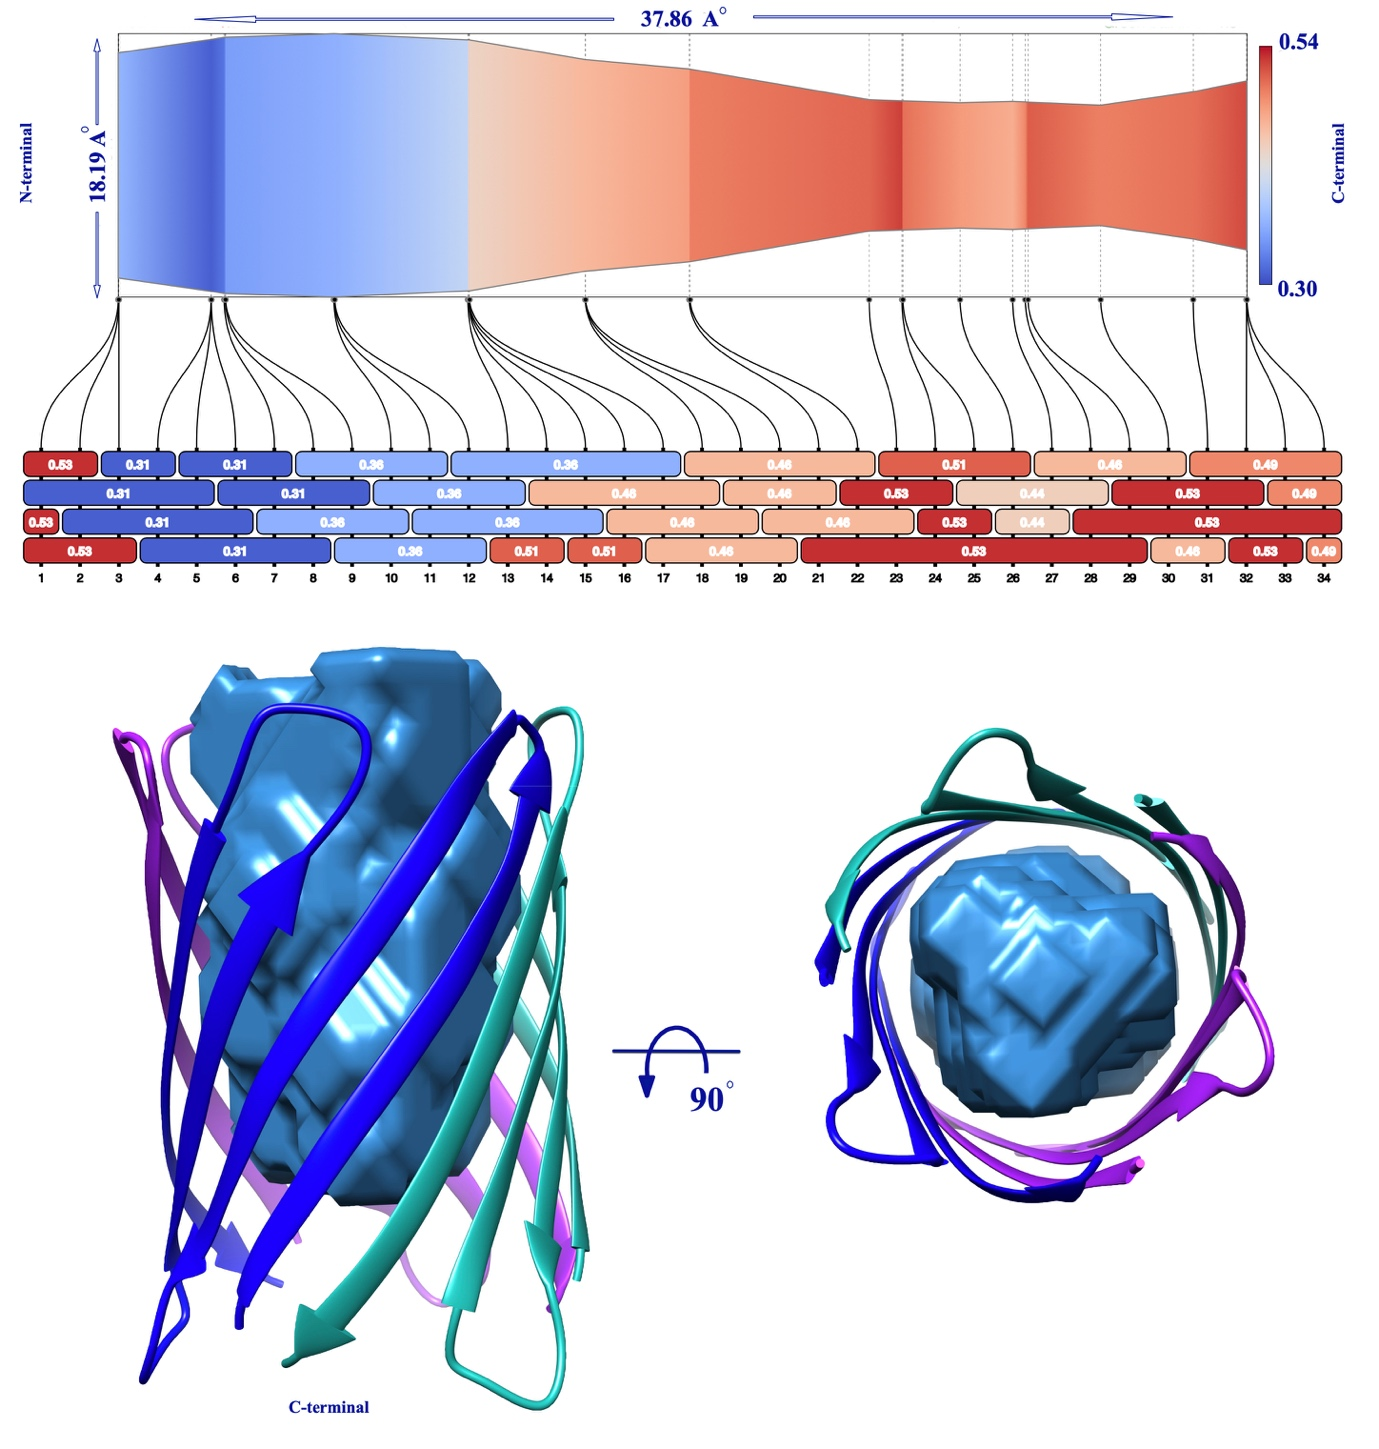 37.86 A°
0.54
N-terminal
18.19 A°
C-terminal
0.30
0.53 0.31 0.31 0.36 0.36 0.46 0.51 0.46 0.49
0.31 0.31 0.36 0.46 0.46 0.53 0.44 0.53 0.49
0.53 0.31 0.36 0.36 0.46 0.46 0.53 0.44 0.53
0.53 0.31 0.36 0.51 0.51 0.46 0.53 0.46 0.53 0.49
1 2 3 4 5 6 7 8 9 10 11 12 13 14 15 16 17 18 19 20 21 22 23 24 25 26 27 28 29 30 31 32 33 34
90°
C-terminal